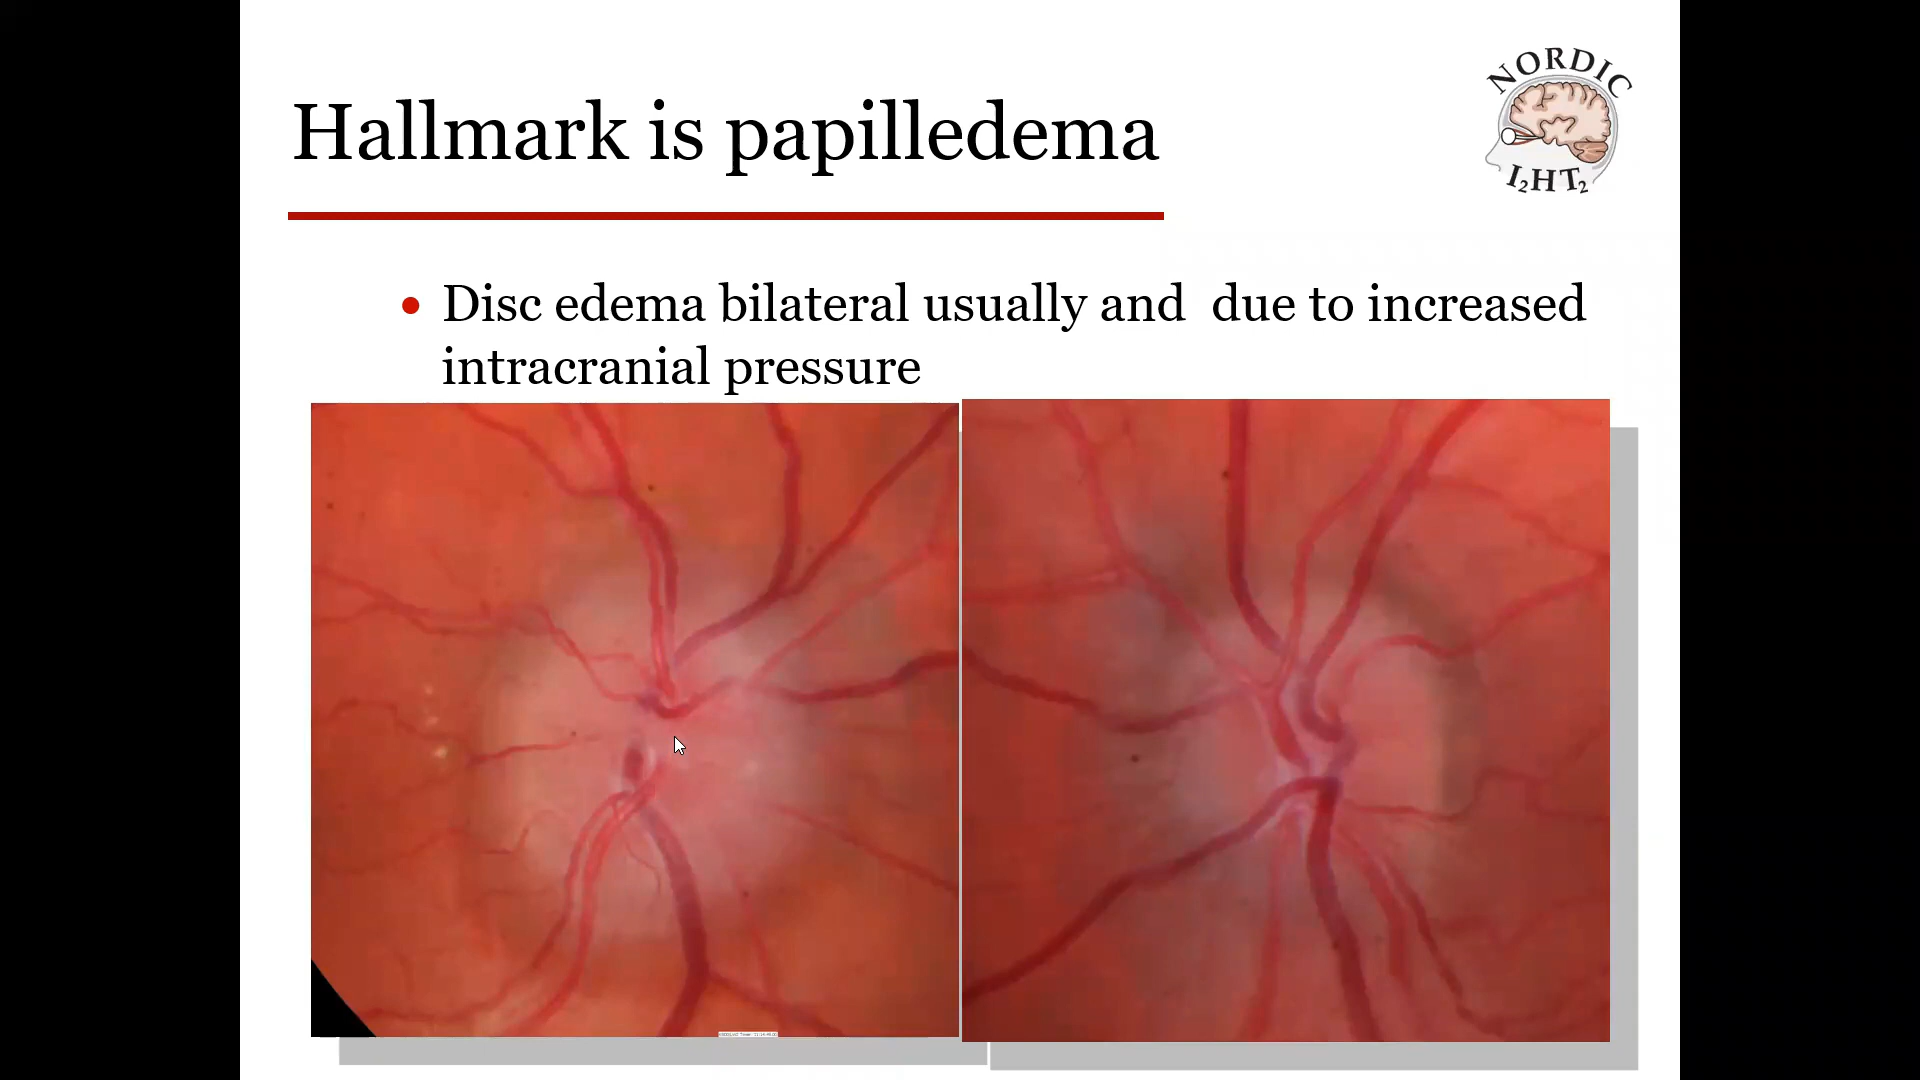 Hallmark is papilledema
NORDIC
I₂HT₂
• Disc edema bilateral usually and due to increased
intracranial pressure